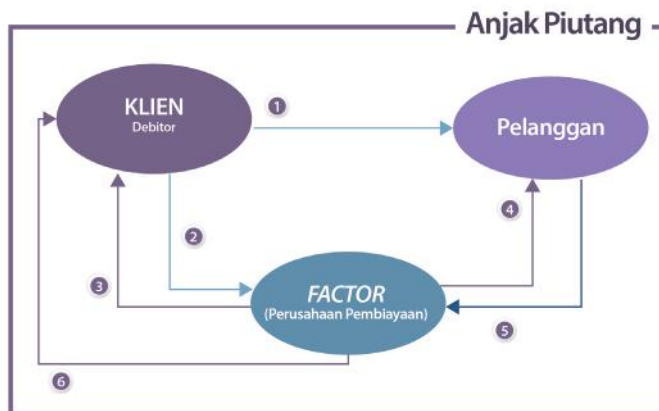 Anjak Piutang
KLIEN
Debitor
1
Pelanggan
2
3
4
FACTOR
(Perusahaan Pembiayaan)
5
6